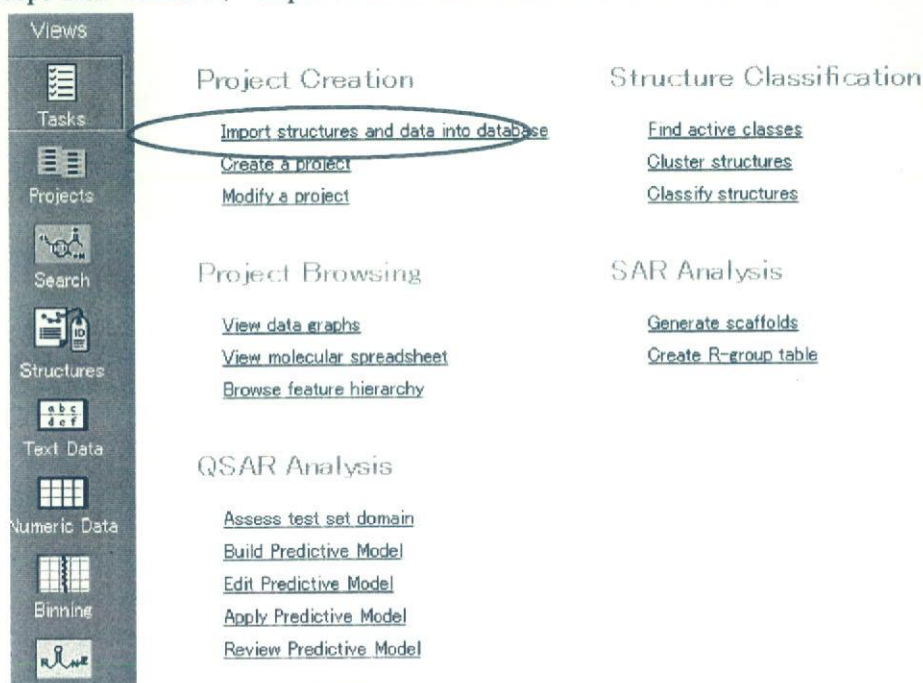 Views
Tasks
Projects
Search
Structures
a b c
d e f
Text Data
Numeric Data
Binning
Project Creation
Import structures and data into database
Create a project
Modify a project
Project Browsing
View data graphs
View molecular spreadsheet
Browse feature hierarchy
QSAR Analysis
Assess test set domain
Build Predictive Model
Edit Predictive Model
Apply Predictive Model
Review Predictive Model
Structure Classification
Find active classes
Cluster structures
Classify structures
SAR Analysis
Generate scaffolds
Create R-group table